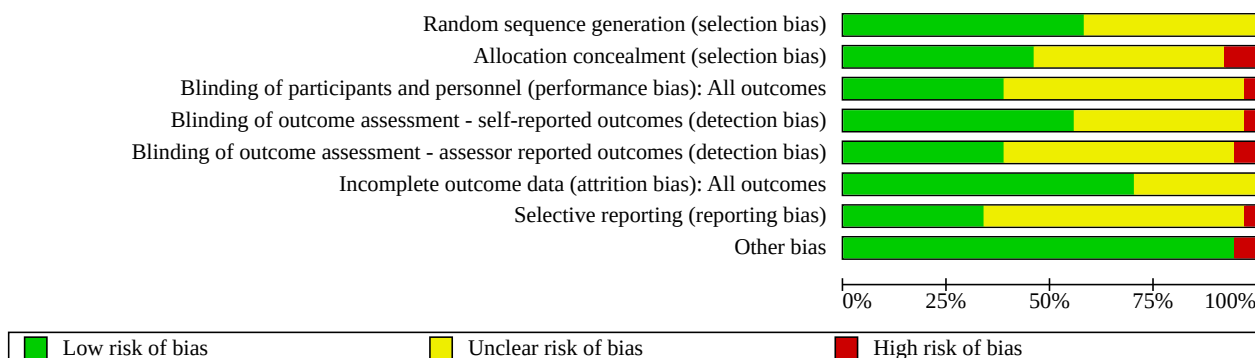 Random sequence generation (selection bias)
Allocation concealment (selection bias)
Blinding of participants and personnel (performance bias): All outcomes
Blinding of outcome assessment - self-reported outcomes (detection bias)
Blinding of outcome assessment - assessor reported outcomes (detection bias)
Incomplete outcome data (attrition bias): All outcomes
Selective reporting (reporting bias)
Other bias
0% 25% 50% 75% 100%
Low risk of bias Unclear risk of bias High risk of bias